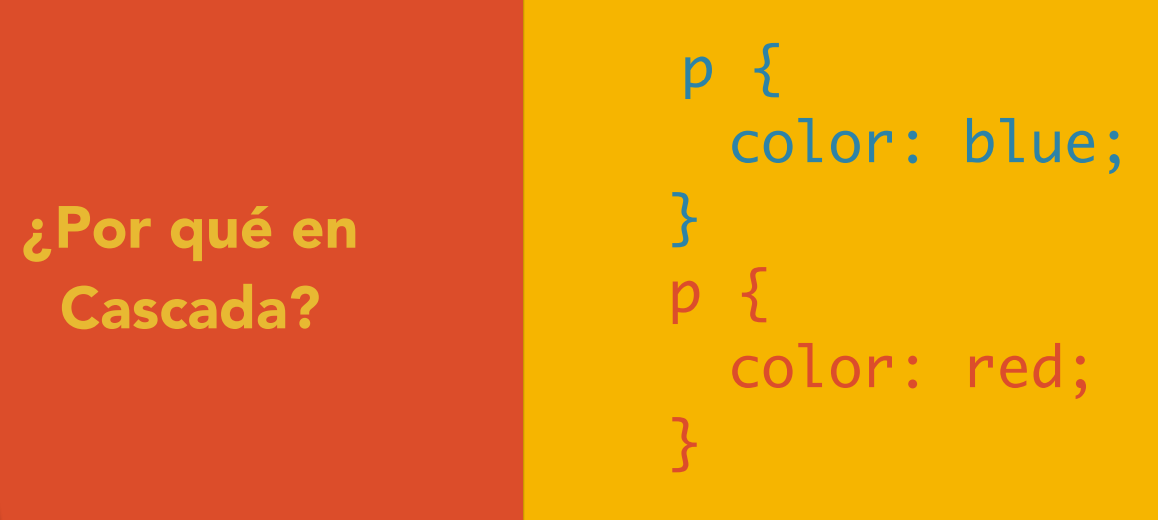 ¿Por qué en
Cascada?
p {
color: blue;
}
p {
color: red;
}